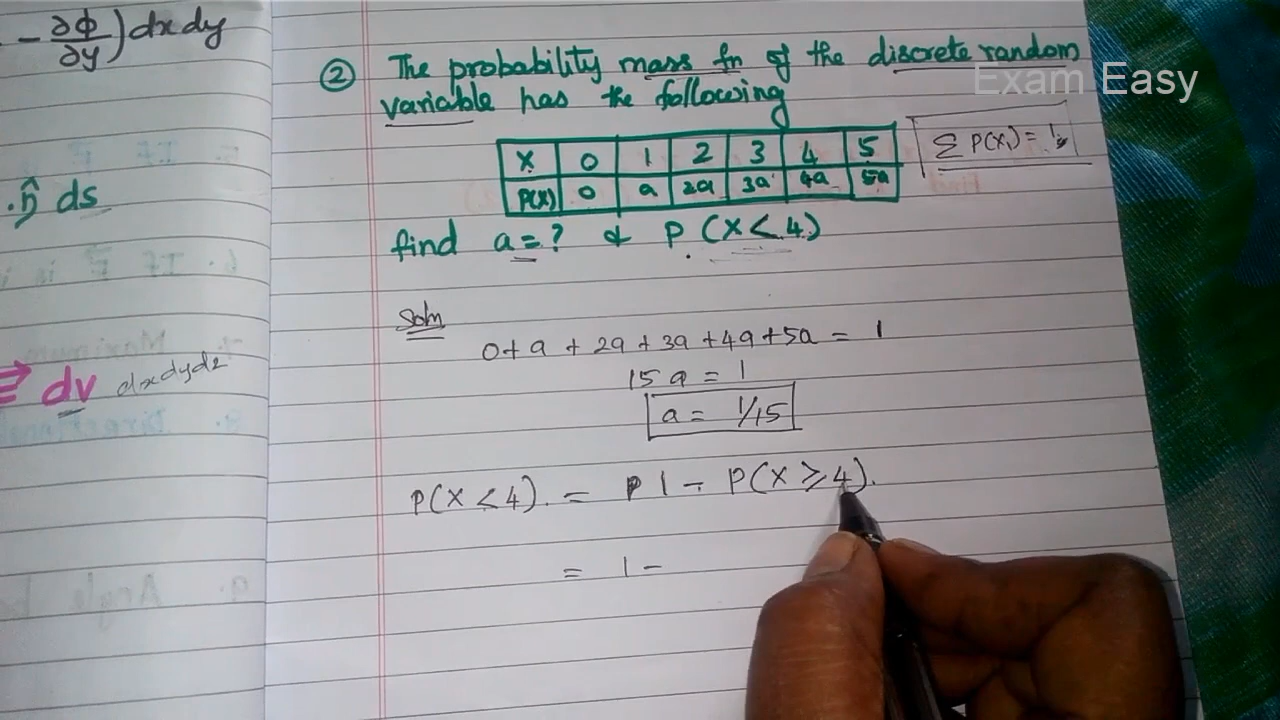 - ∂Φ/∂y) dx dy
.n̂ ds
⇒ dv dxdydz
② The probability mass fn of the discrete random
variable has the following
Exam Easy
X 0 1 2 3 4 5
P(X) 0 a 2a 3a 4a 5a
Σ P(Xi) = 1
find a = ? & P (X < 4)
Soln
0 + a + 2a + 3a + 4a + 5a = 1
15 a = 1
a = 1/15
P(X < 4) = P 1 - P(X ≥ 4).
= 1 -